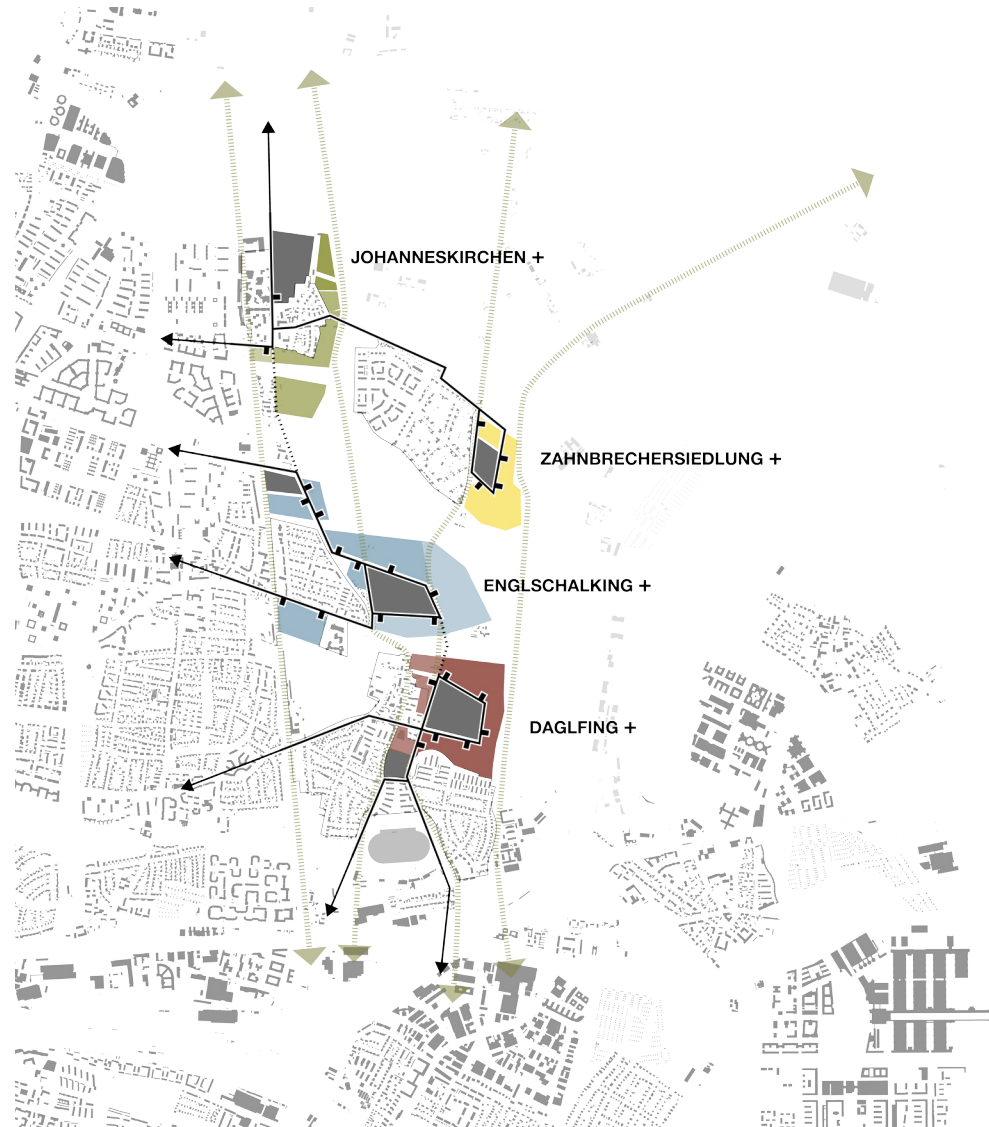 JOHANNESKIRCHEN +
ZAHNBRECHERSIEDLUNG +
ENGLSCHALKING +
DAGLFING +